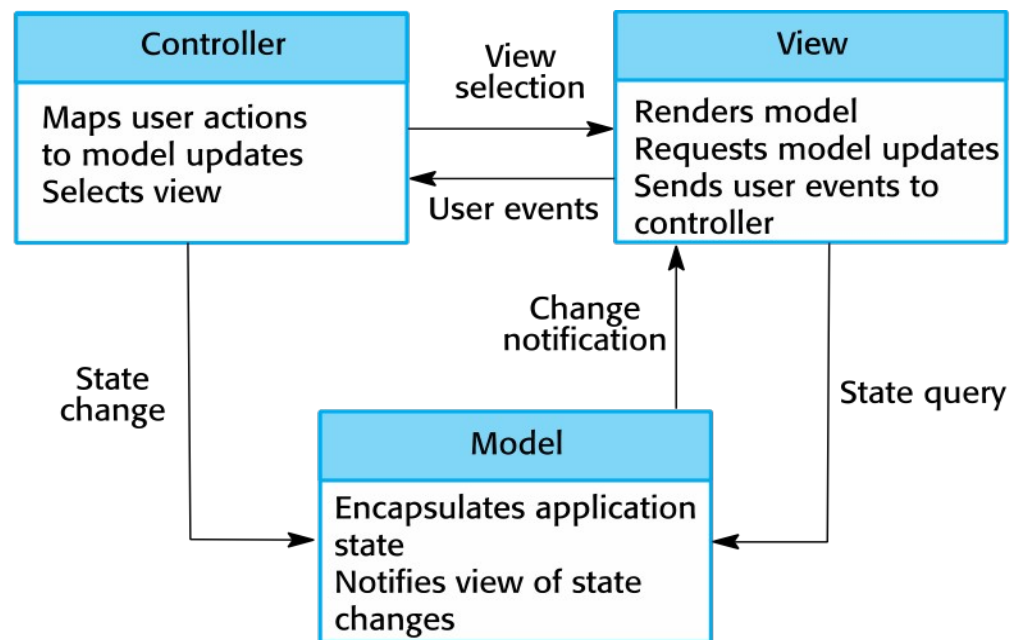 Controller
Maps user actions
to model updates
Selects view
View
selection
User events
View
Renders model
Requests model updates
Sends user events to
controller
State
change
Change
notification
State query
Model
Encapsulates application
state
Notifies view of state
changes